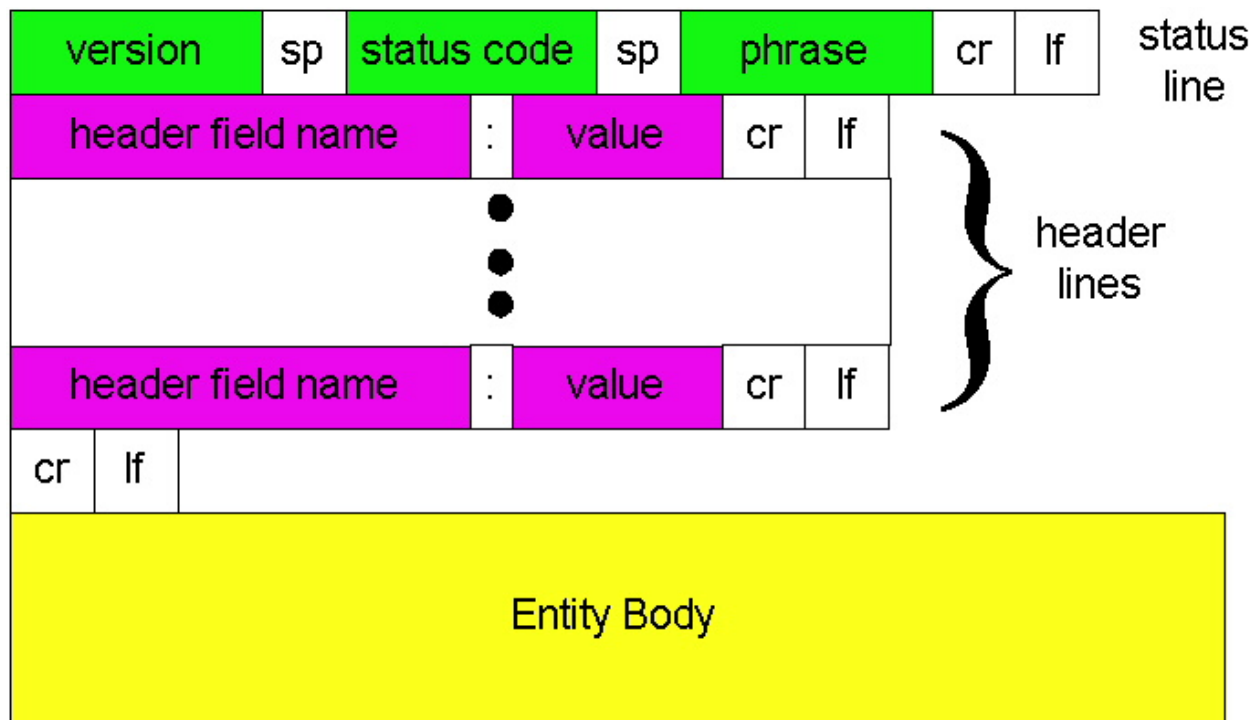 version sp status code sp phrase cr lf status line
header field name : value cr lf
header lines
header field name : value cr lf
cr lf
Entity Body